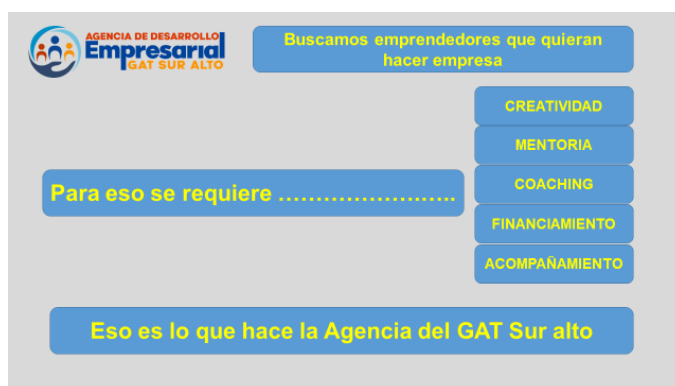 AGENCIA DE DESARROLLO
Empresarial
GAT SUR ALTO
Buscamos emprendedores que quieran
hacer empresa
CREATIVIDAD
MENTORIA
Para eso se requiere ……………………..
COACHING
FINANCIAMIENTO
ACOMPAÑAMIENTO
Eso es lo que hace la Agencia del GAT Sur alto